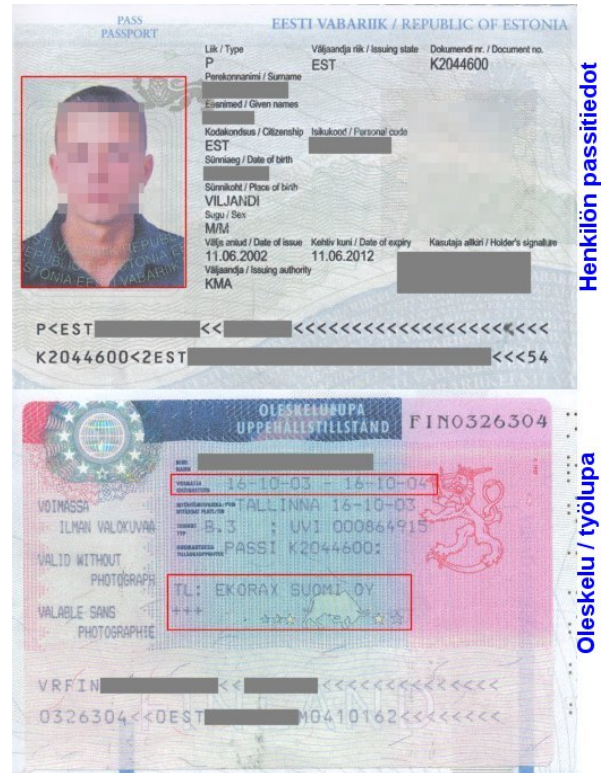 PASS
PASSPORT
EESTI VABARIIK / REPUBLIC OF ESTONIA
Liik / Type
Väljaandja riik / Issuing state
Dokumendi nr. / Document no.
P
EST
K2044600
Perekonnanimi / Surname
Eesnimed / Given names
Kodakondsus / Citizenship
Isikukood / Personal code
EST
Sünniaeg / Date of birth
Sünnikoht / Place of birth
VILJANDI
Sugu / Sex
M/M
Välja antud / Date of issue
Kehtiv kuni / Date of expiry
Kasutaja allkiri / Holder's signature
11.06.2002
11.06.2012
Väljaandja / Issuing authority
KMA
P<EST <<  <<<<<<<<<<<<<<<<<<<<<
K2044600<2EST <<<54
Henkilön passitiedot
OLESKELULUPA
UPPEHÅLLSTILLSTÅND
FIN0326304
16-10-03 16-10-04
TALLINNA 16-10-03
B.3 : UVI 000864915
PASSI K2044600:
VOIMASSA
ILMAN VALOKUVAA
VALID WITHOUT
PHOTOGRAPH
VALABLE SANS
PHOTOGRAPHIE
TL: EKORAX SUOMI OY
+++
VRFIN << <<<<<<<<<<<<<
0326304<<0EST M0410162<<<<<<<<
Oleskelu / työlupa